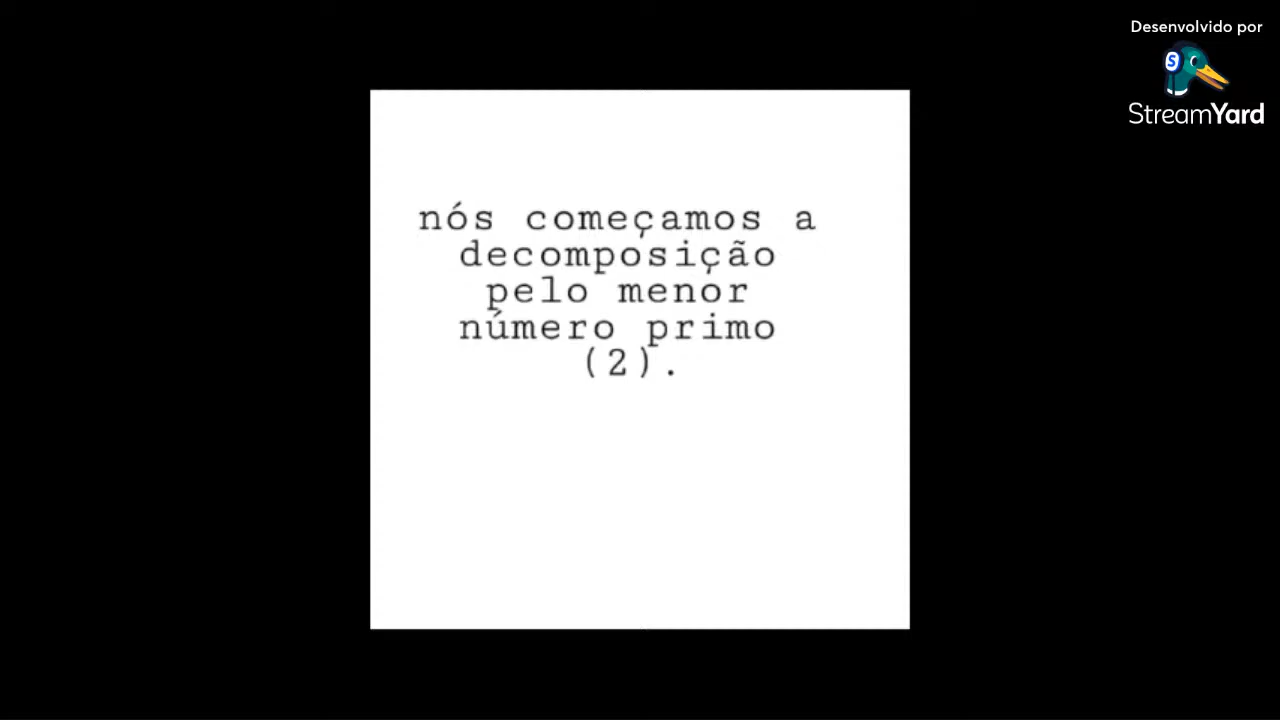 Desenvolvido por
S
StreamYard
nós começamos a
decomposição
pelo menor
número primo
(2).